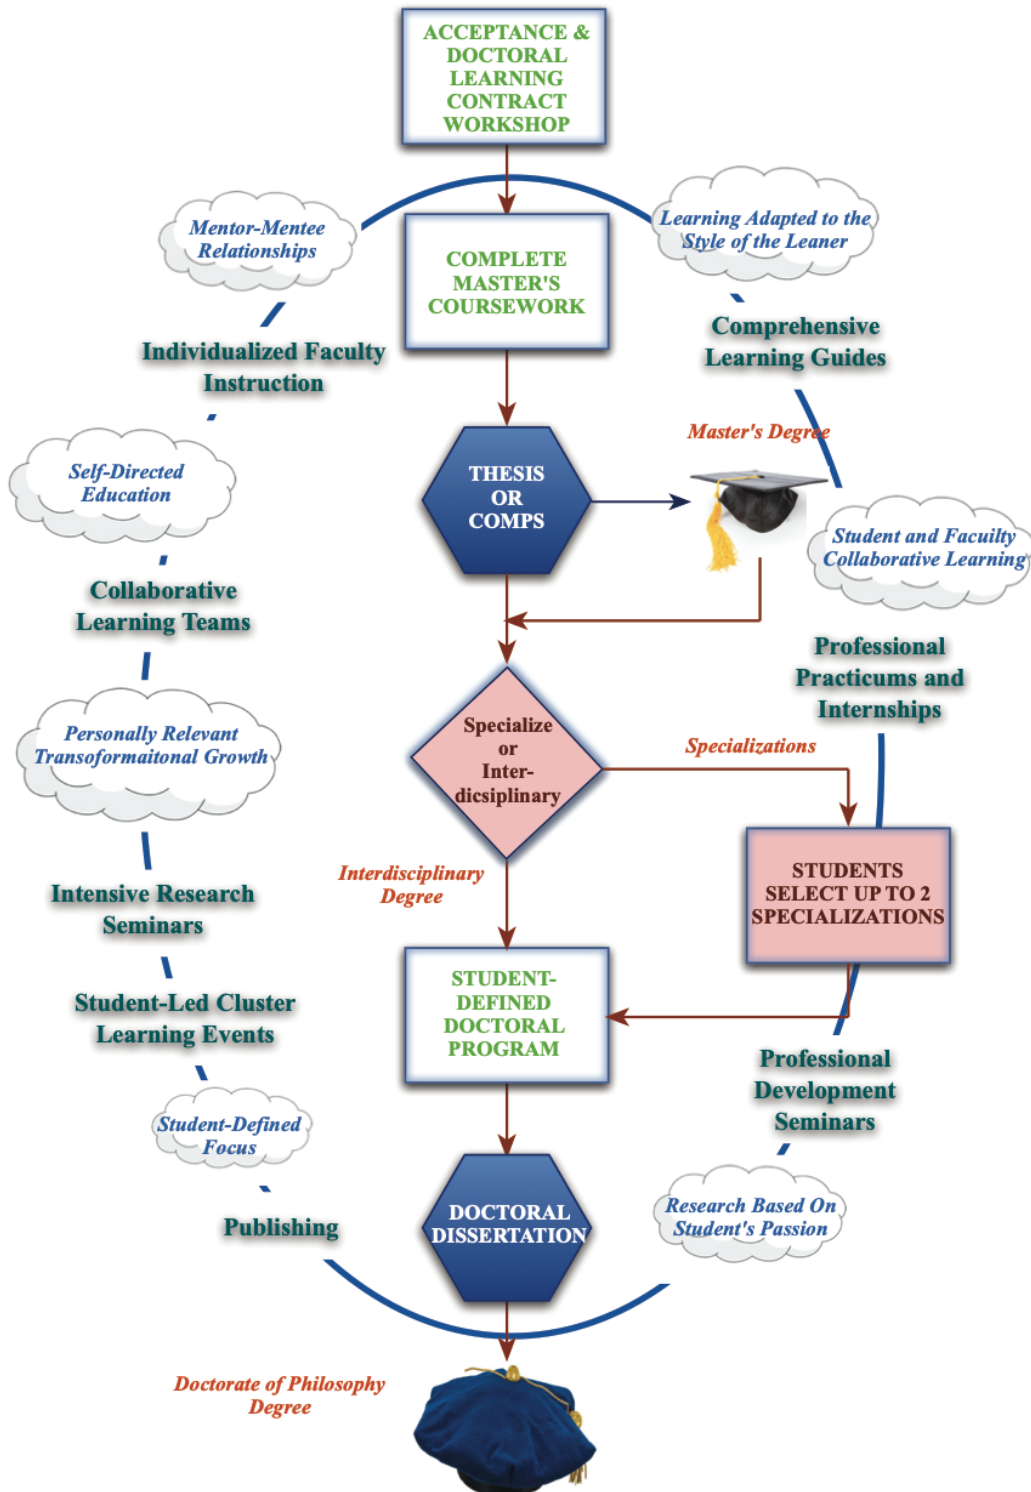 ACCEPTANCE &
DOCTORAL
LEARNING
CONTRACT
WORKSHOP
Mentor-Mentee
Relationships
Learning Adapted to the
Style of the Leaner
COMPLETE
MASTER'S
COURSEWORK
Individualized Faculty
Instruction
Comprehensive
Learning Guides
Master's Degree
Self-Directed
Education
THESIS
OR
COMPS
Student and Facuilty
Collaborative Learning
Collaborative
Learning Teams
Professional
Practicums and
Internships
Personally Relevant
Transoformaitonal Growth
Specialize
or
Inter-
dicsiplinary
Specializations
Interdisciplinary
Degree
STUDENTS
SELECT UP TO 2
SPECIALIZATIONS
Intensive Research
Seminars
Student-Led Cluster
Learning Events
STUDENT-
DEFINED
DOCTORAL
PROGRAM
Professional
Development
Seminars
Student-Defined
Focus
Publishing
DOCTORAL
DISSERTATION
Research Based On
Student's Passion
Doctorate of Philosophy
Degree